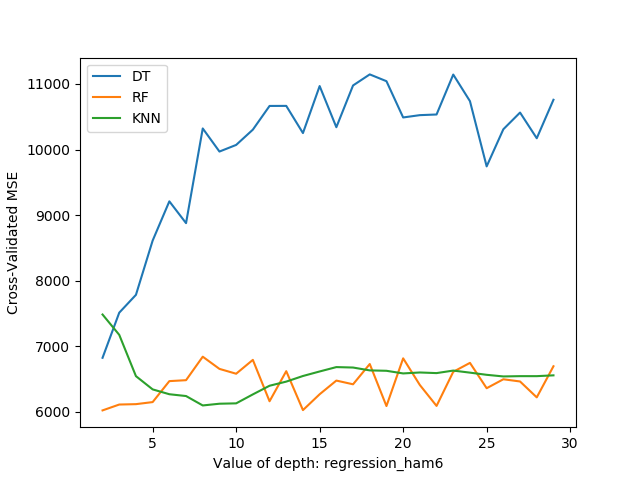 DT
RF
KNN
11000
10000
9000
8000
7000
6000
Cross-Validated MSE
5
10
15
20
25
30
Value of depth: regression_ham6